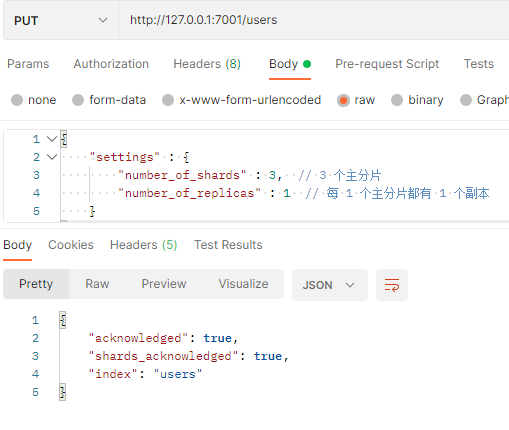 PUT http://127.0.0.1:7001/users
Params Authorization Headers (8) Body Pre-request Script Tests
none form-data x-www-form-urlencoded raw binary Graph
1 {
2 "settings" : {
3 "number_of_shards" : 3, // 3 个主分片
4 "number_of_replicas" : 1 // 每 1 个主分片都有 1 个副本
5 }
Body Cookies Headers (5) Test Results
Pretty Raw Preview Visualize JSON
1 {
2 "acknowledged": true,
3 "shards_acknowledged": true,
4 "index": "users"
5 }